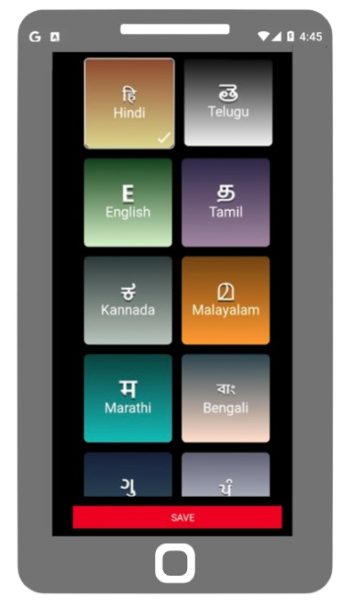 G
4:45
हि
తె
Hindi
Telugu
E
த
English
Tamil
ಕ
മ
Kannada
Malayalam
म
বাং
Marathi
Bengali
ગુ
ਪੰ
SAVE